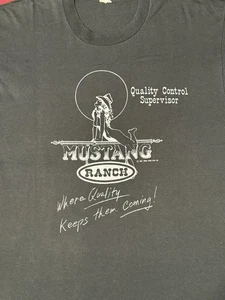 Quality Control
Supervisor
MUSTANG
RANCH
Where Quality
Keeps them Coming!